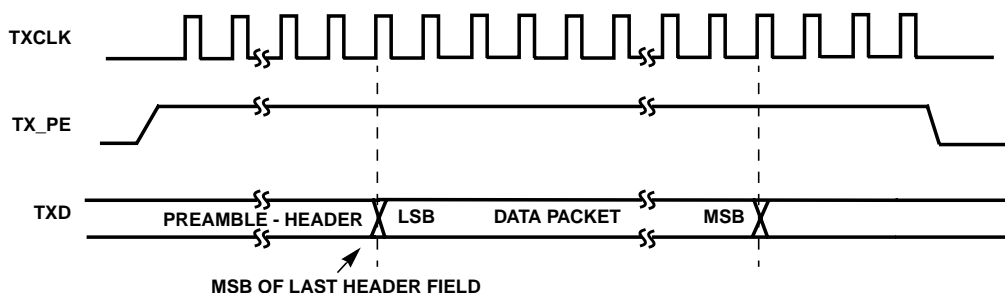 TXCLK
TX_PE
TXD
PREAMBLE - HEADER
LSB
DATA PACKET
MSB
MSB OF LAST HEADER FIELD